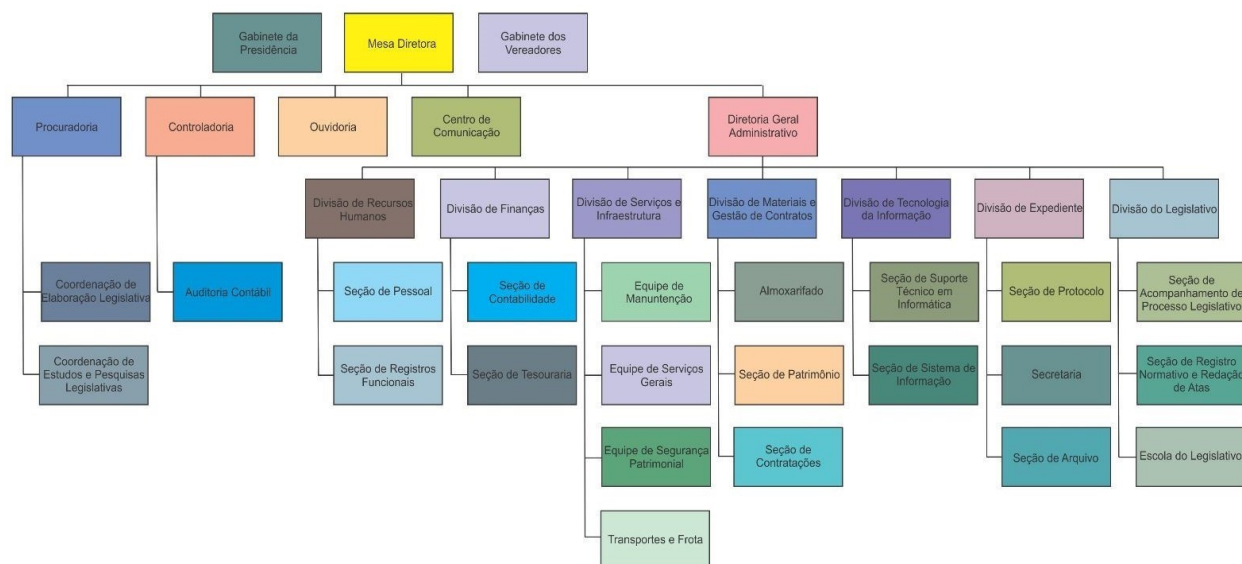 Gabinete da
Presidência
Mesa Diretora
Gabinete dos
Vereadores
Procuradoria
Controladoria
Ouvidoria
Centro de
Comunicação
Diretoria Geral
Administrativo
Divisão de Recursos
Humanos
Divisão de Finanças
Divisão de Serviços e
Infraestrutura
Divisão de Materiais e
Gestão de Contratos
Divisão de Tecnologia
da Informação
Divisão de Expediente
Divisão do Legislativo
Coordenação de
Elaboração Legislativa
Auditoria Contábil
Seção de Pessoal
Seção de
Contabilidade
Equipe de
Manuntenção
Almoxarifado
Seção de Suporte
Técnico em
Informática
Seção de Protocolo
Seção de
Acompanhamento de
Processo Legislativo
Coordenação de
Estudos e Pesquisas
Legislativas
Seção de Registros
Funcionais
Seção de Tesouraria
Equipe de Serviços
Gerais
Seção de Patrimônio
Seção de Sistema de
Informação
Secretaria
Seção de Registro
Normativo e Redação
de Atas
Equipe de Segurança
Patrimonial
Seção de
Contratações
Seção de Arquivo
Escola do Legislativo
Transportes e Frota